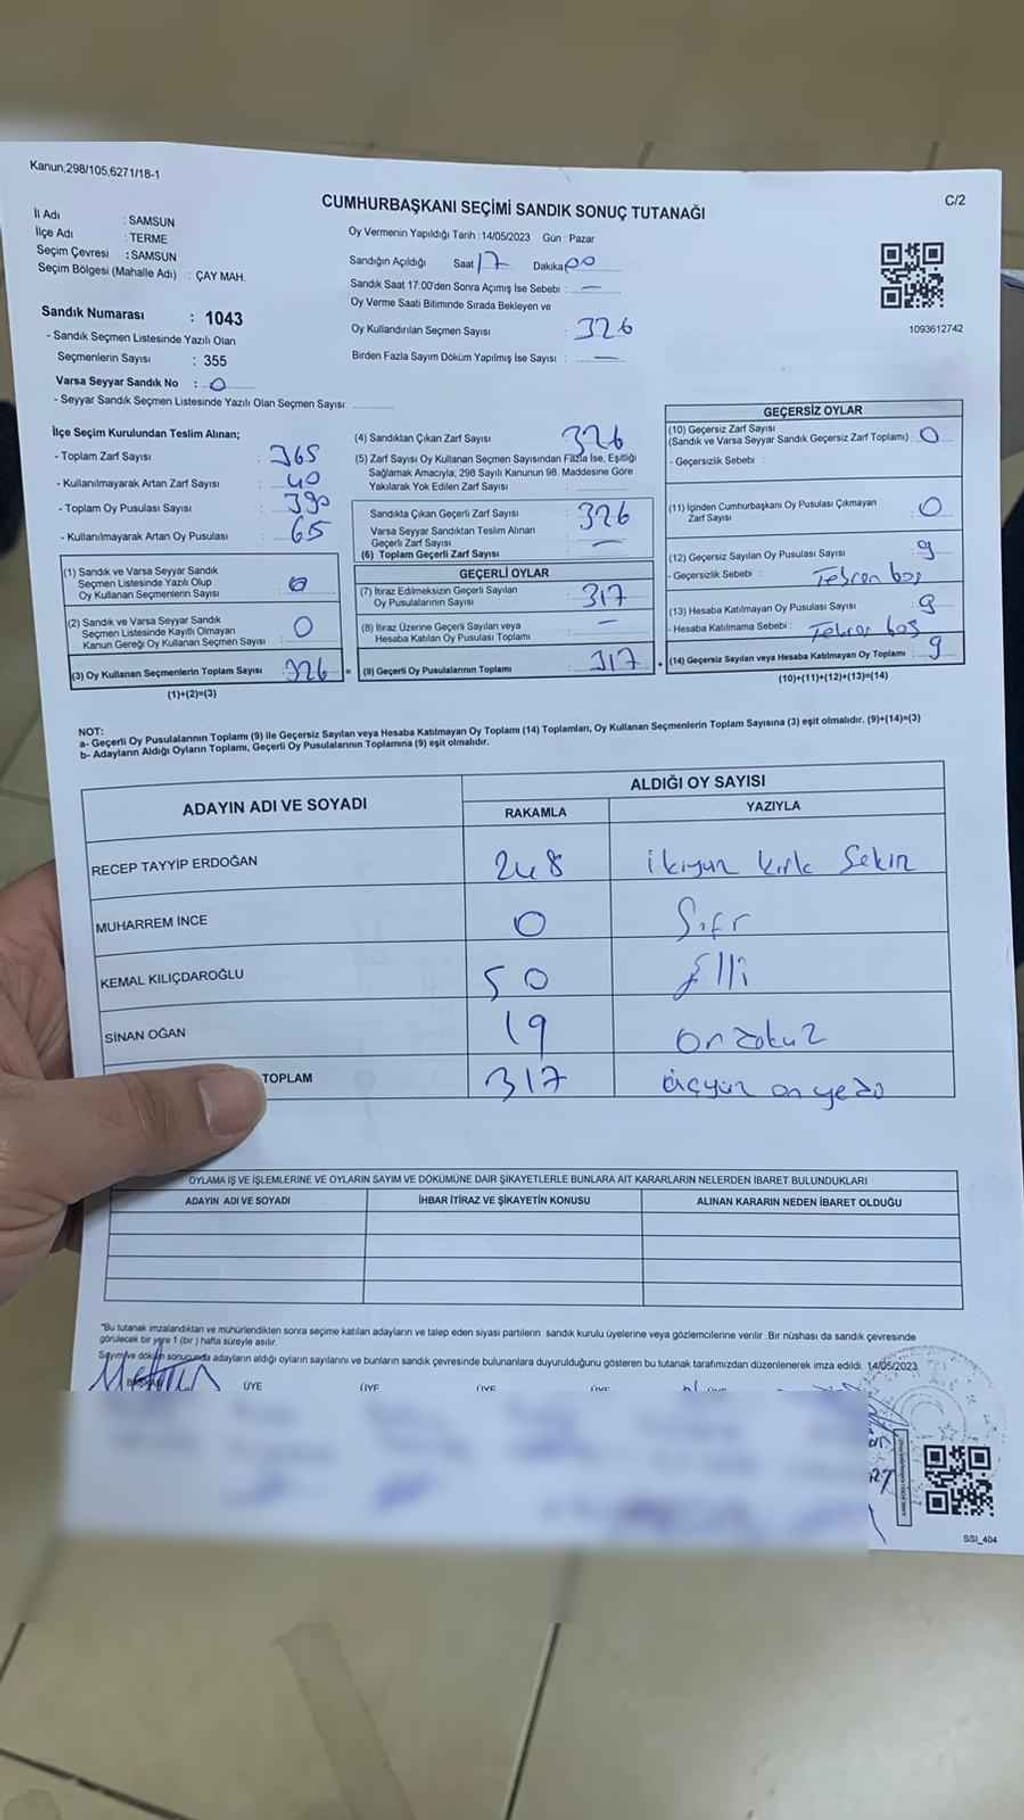 Kanun,298/105,6271/18-1
CUMHURBAŞKANI SEÇİMİ SANDIK SONUÇ TUTANAĞI
C/2
İl Adı : SAMSUN
İlçe Adı : TERME
Seçim Çevresi : SAMSUN
Seçim Bölgesi (Mahalle Adı) : ÇAY MAH.
Sandık Numarası : 1043
- Sandık Seçmen Listesinde Yazılı Olan
Seçmenlerin Sayısı : 355
Varsa Seyyar Sandık No : 0
- Seyyar Sandık Seçmen Listesinde Yazılı Olan Seçmen Sayısı
Oy Vermenin Yapıldığı Tarih : 14/05/2023 Gün : Pazar
Sandığın Açıldığı Saat 17 Dakika 00
Sandık Saat 17:00'den Sonra Açımış İse Sebebi : —
Oy Verme Saati Bitiminde Sırada Bekleyen ve
Oy Kullandırılan Seçmen Sayısı : 326
Birden Fazla Sayım Döküm Yapılmış İse Sayısı : —
1093612742
İlçe Seçim Kurulundan Teslim Alınan;
- Toplam Zarf Sayısı : 365
- Kullanılmayarak Artan Zarf Sayısı : 40
- Toplam Oy Pusulası Sayısı : 390
- Kullanılmayarak Artan Oy Pusulası : 65
(1) Sandık ve Varsa Seyyar Sandık
Seçmen Listesinde Yazılı Olup
Oy Kullanan Seçmenlerin Sayısı
(2) Sandık ve Varsa Seyyar Sandık
Seçmen Listesinde Kayıtlı Olmayan
Kanun Gereği Oy Kullanan Seçmen Sayısı : 0
(3) Oy Kullanan Seçmenlerin Toplam Sayısı : 326
(1)+(2)=(3)
(4) Sandıktan Çıkan Zarf Sayısı 326
(5) Zarf Sayısı Oy Kullanan Seçmen Sayısından Fazla İse, Eşitliği
Sağlamak Amacıyla, 298 Sayılı Kanunun 98. Maddesine Göre
Yakılarak Yok Edilen Zarf Sayısı
Sandıkta Çıkan Geçerli Zarf Sayısı : 326
Varsa Seyyar Sandıktan Teslim Alınan
Geçerli Zarf Sayısı : —
(6) Toplam Geçerli Zarf Sayısı
GEÇERLİ OYLAR
(7) İtiraz Edilmeksizin Geçerli Sayılan
Oy Pusulalarının Sayısı : 317
(8) İtiraz Üzerine Geçerli Sayılan veya
Hesaba Katılan Oy Pusulası Toplamı : —
(9) Geçerli Oy Pusulalarının Toplamı : 317
GEÇERSİZ OYLAR
(10) Geçersiz Zarf Sayısı
(Sandık ve Varsa Seyyar Sandık Geçersiz Zarf Toplamı) : 0
- Geçersizlik Sebebi :
(11) İçinden Cumhurbaşkanı Oy Pusulası Çıkmayan
Zarf Sayısı : 0
(12) Geçersiz Sayılan Oy Pusulası Sayısı : 9
- Geçersizlik Sebebi : boş
(13) Hesaba Katılmayan Oy Pusulası Sayısı : 9
- Hesaba Katılmama Sebebi : boş
(14) Geçersiz Sayılan veya Hesaba Katılmayan Oy Toplamı : 9
(10)+(11)+(12)+(13)=(14)
NOT:
a- Geçerli Oy Pusulalarının Toplamı (9) ile Geçersiz Sayılan veya Hesaba Katılmayan Oy Toplamı (14) Toplamları, Oy Kullanan Seçmenlerin Toplam Sayısına (3) eşit olmalıdır. (9)+(14)=(3)
b- Adayların Aldığı Oyların Toplamı, Geçerli Oy Pusulalarının Toplamına (9) eşit olmalıdır.
ADAYIN ADI VE SOYADI
ALDIĞI OY SAYISI
RAKAMLA YAZIYLA
RECEP TAYYİP ERDOĞAN 248 ikiyüz kırk Sekiz
MUHARREM İNCE 0 Sıfır
KEMAL KILIÇDAROĞLU 50 Elli
SİNAN OĞAN 19 on dokuz
TOPLAM 317 üçyüz on yedi
OYLAMA İŞ VE İŞLEMLERİNE VE OYLARIN SAYIM VE DÖKÜMÜNE DAİR ŞİKAYETLERLE BUNLARA AİT KARARLARIN NELERDEN İBARET BULUNDUKLARI
ADAYIN ADI VE SOYADI İHBAR İTİRAZ VE ŞİKAYETİN KONUSU ALINAN KARARIN NEDEN İBARET OLDUĞU
"Bu tutanak imzalandıktan ve mühürlendikten sonra seçime katılan adayların ve talep eden siyasi partilerin sandık kurulu üyelerine veya gözlemcilerine verilir. Bir nüshası da sandık çevresinde
görülecek bir yere 1 (bir) hafta süreyle asılır.
Sayım ve döküm sonucunda adayların aldığı oyların sayılarını ve bunların sandık çevresinde bulunanlara duyurulduğunu gösteren bu tutanak tarafımızdan düzenlenerek imza edildi. 14/05/2023
ÜYE ÜYE ÜYE ÜYE
SSI_404